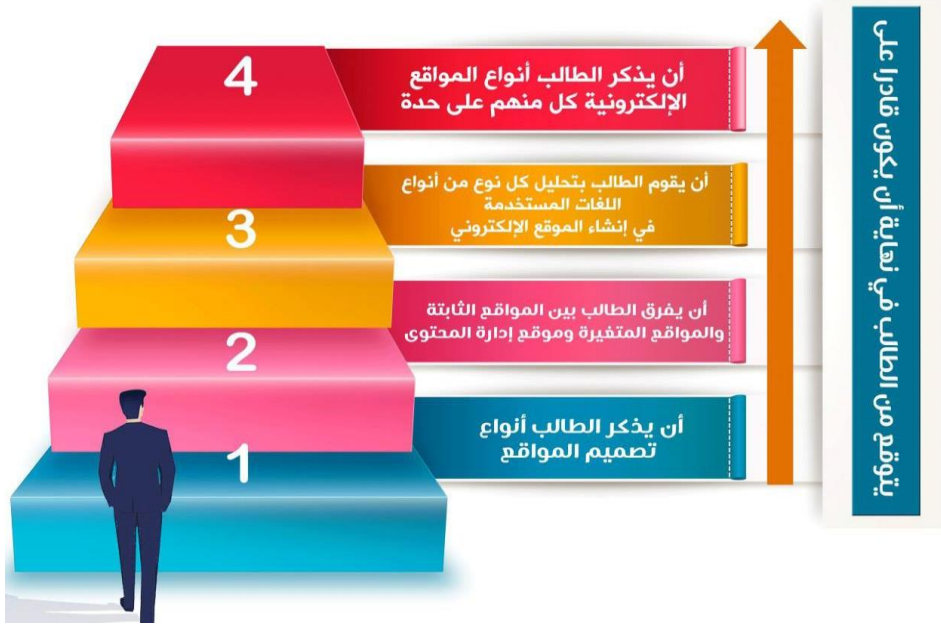 يتوقع من الطالب في نهاية أن يكون قادرا على
4
أن يذكر الطالب أنواع المواقع
الإلكترونية كل منهم على حدة
3
أن يقوم الطالب بتحليل كل نوع من أنواع
اللغات المستخدمة
في إنشاء الموقع الإلكتروني
2
أن يفرق الطالب بين المواقع الثابتة
والمواقع المتغيرة وموقع إدارة المحتوى
1
أن يذكر الطالب أنواع
تصميم المواقع